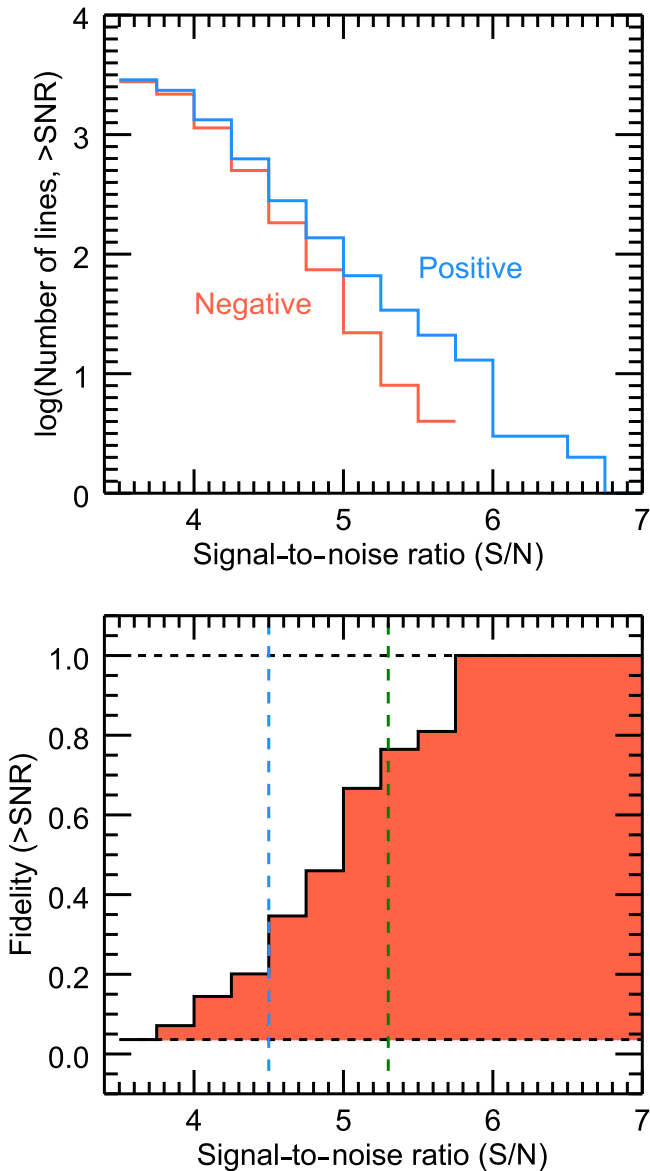 4
3
2
1
0
log(Number of lines, >SNR)
Positive
Negative
4 5 6 7
Signal-to-noise ratio (S/N)
1.0
0.8
0.6
0.4
0.2
0.0
Fidelity (>SNR)
4 5 6 7
Signal-to-noise ratio (S/N)